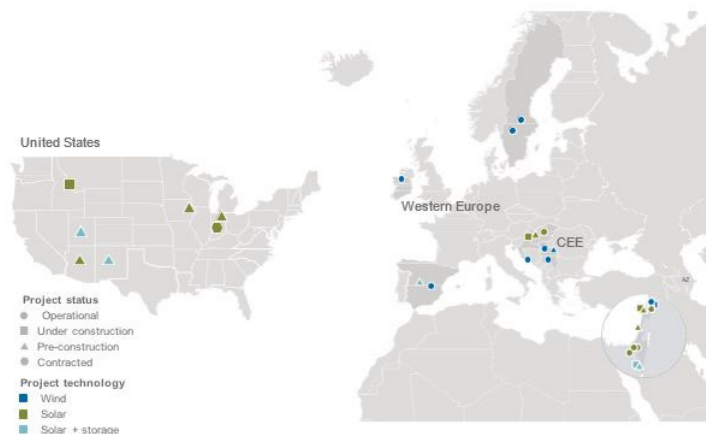 United States
Western Europe
CEE
AZ
Project status
Operational
Under construction
Pre-construction
Contracted
Project technology
Wind
Solar
Solar + storage